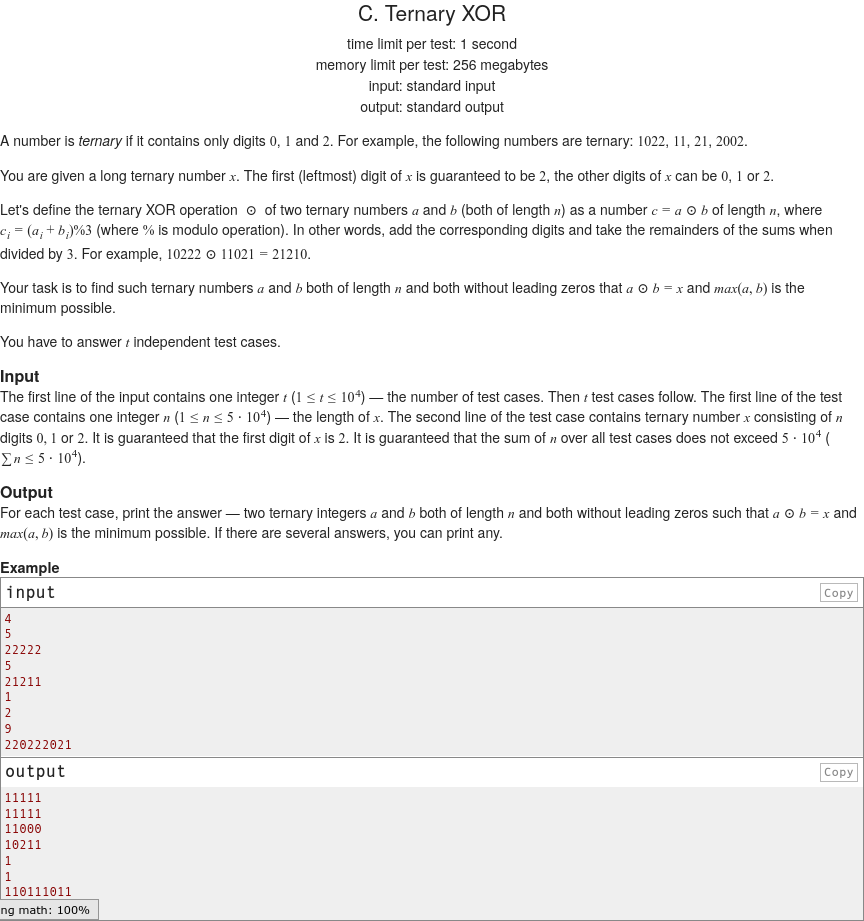 C. Ternary XOR
time limit per test: 1 second
memory limit per test: 256 megabytes
input: standard input
output: standard output
A number is ternary if it contains only digits 0, 1 and 2. For example, the following numbers are ternary: 1022, 11, 21, 2002.
You are given a long ternary number x. The first (leftmost) digit of x is guaranteed to be 2, the other digits of x can be 0, 1 or 2.
Let's define the ternary XOR operation ⊙ of two ternary numbers a and b (both of length n) as a number c = a ⊙ b of length n, where
c_i = (a_i + b_i)%3 (where % is modulo operation). In other words, add the corresponding digits and take the remainders of the sums when
divided by 3. For example, 10222 ⊙ 11021 = 21210.
Your task is to find such ternary numbers a and b both of length n and both without leading zeros that a ⊙ b = x and max(a, b) is the
minimum possible.
You have to answer t independent test cases.
Input
The first line of the input contains one integer t (1 ≤ t ≤ 10^4) — the number of test cases. Then t test cases follow. The first line of the test
case contains one integer n (1 ≤ n ≤ 5 · 10^4) — the length of x. The second line of the test case contains ternary number x consisting of n
digits 0, 1 or 2. It is guaranteed that the first digit of x is 2. It is guaranteed that the sum of n over all test cases does not exceed 5 · 10^4 (
∑ n ≤ 5 · 10^4).
Output
For each test case, print the answer — two ternary integers a and b both of length n and both without leading zeros such that a ⊙ b = x and
max(a, b) is the minimum possible. If there are several answers, you can print any.
Example
input Copy
4
5
22222
5
21211
1
2
9
220222021
output Copy
11111
11111
11000
10211
1
1
110111011
ng math: 100%